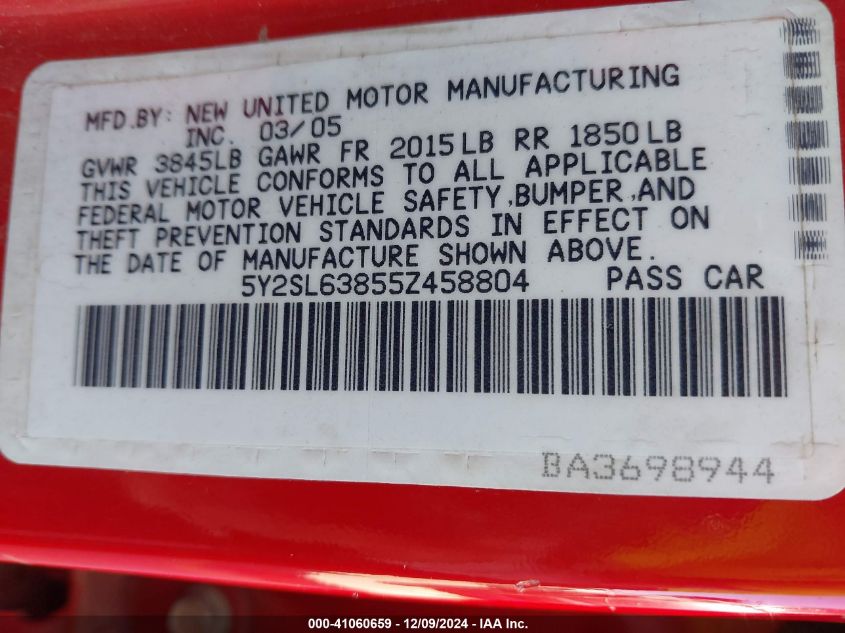 MFD.BY: NEW UNITED MOTOR MANUFACTURING
INC. 03/05
GVWR 3845LB GAWR FR 2015LB RR 1850LB
THIS VEHICLE CONFORMS TO ALL APPLICABLE
FEDERAL MOTOR VEHICLE SAFETY,BUMPER,AND
THEFT PREVENTION STANDARDS IN EFFECT ON
THE DATE OF MANUFACTURE SHOWN ABOVE.
5Y2SL63855Z458804 PASS CAR
BA3698944
000-41060659 - 12/09/2024 - IAA Inc.